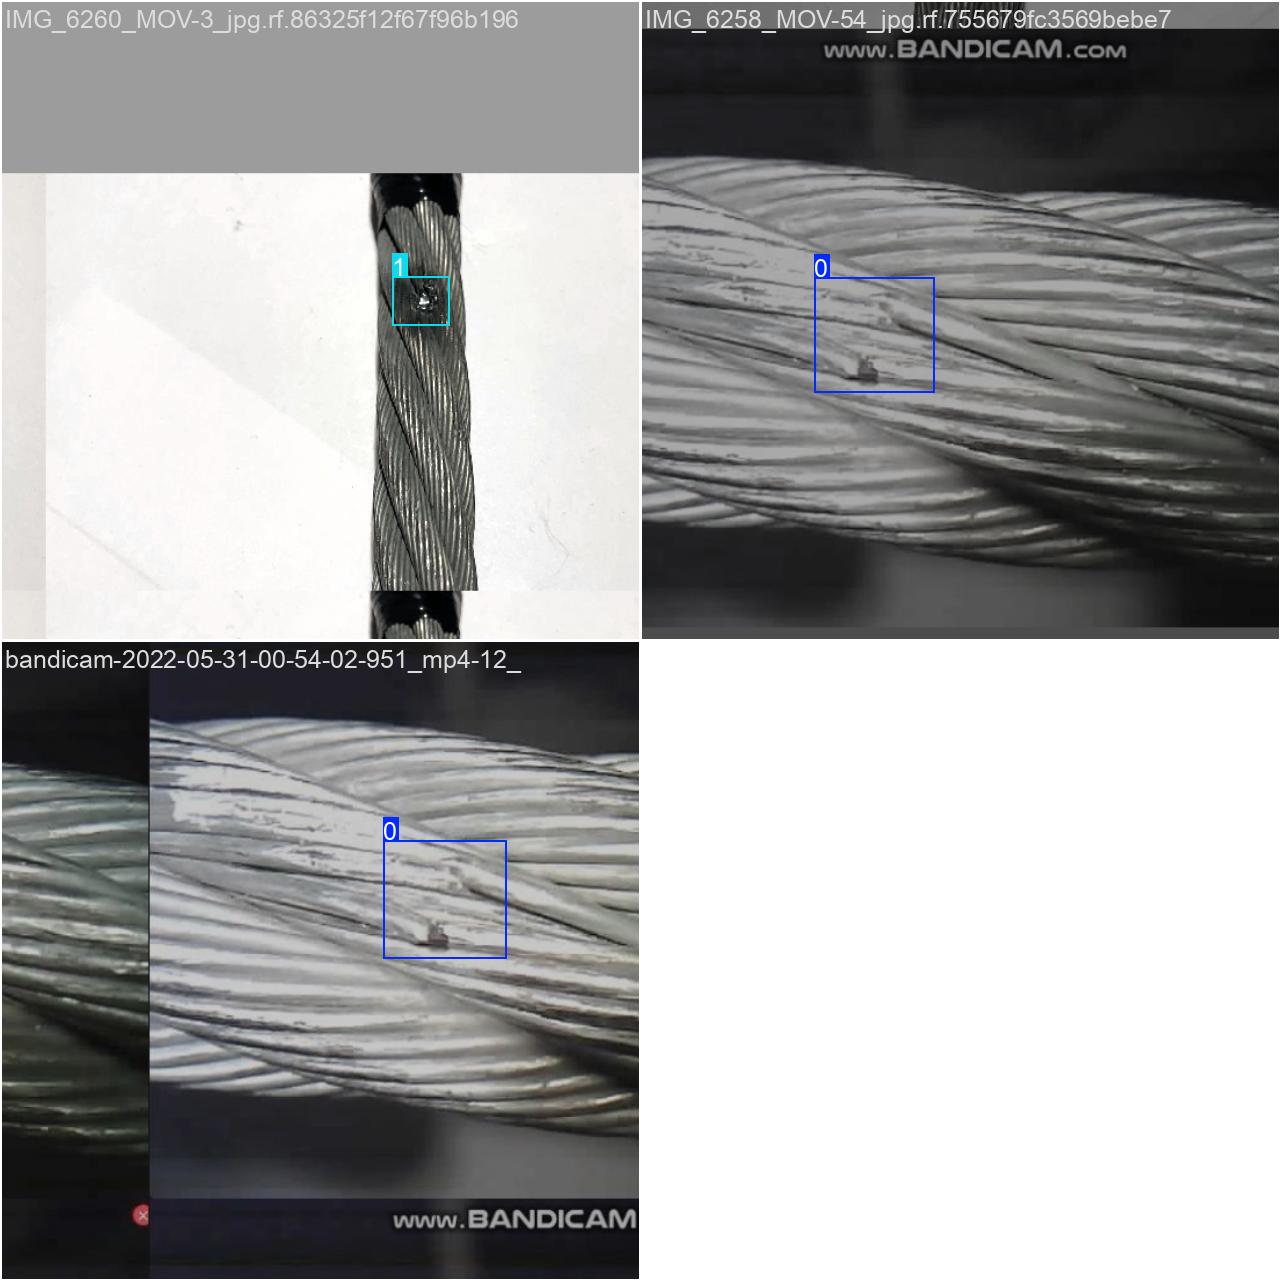 IMG_6260_MOV-3_jpg.rf.86325f12f67f96b196
IMG_6258_MOV-54_jpg.rf.755679fc3569bebe7
www.BANDICAM.COM
1
0
bandicam-2022-05-31-00-54-02-951_mp4-12_
0
www.BANDICAM